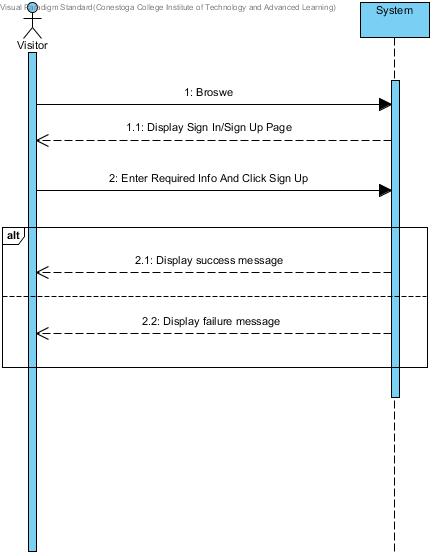 Visual Paradigm Standard(Conestoga College Institute of Technology and Advanced Learning)
System
Visitor
1: Broswe
1.1: Display Sign In/Sign Up Page
2: Enter Required Info And Click Sign Up
alt
2.1: Display success message
2.2: Display failure message